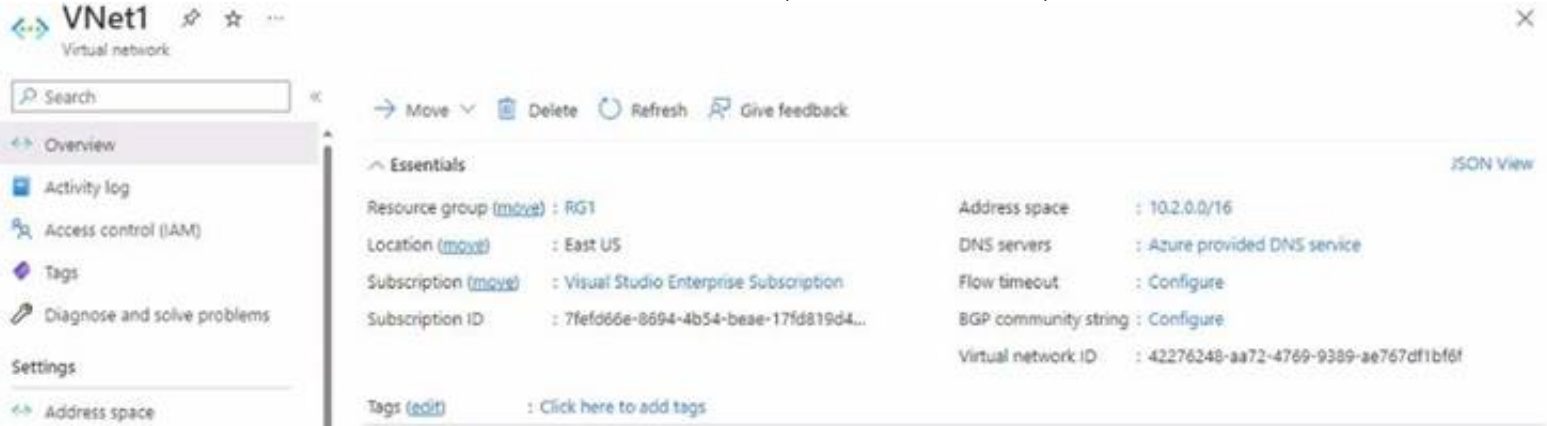 VNet1
Virtual network
Search
Overview
Activity log
Access control (IAM)
Tags
Diagnose and solve problems
Settings
Address space
Move Delete Refresh Give feedback
Essentials JSON View
Resource group (move) : RG1
Location (move) : East US
Subscription (move) : Visual Studio Enterprise Subscription
Subscription ID : 7fefd66e-8694-4b54-beae-17fd819d4...
Address space : 10.2.0.0/16
DNS servers : Azure provided DNS service
Flow timeout : Configure
BGP community string : Configure
Virtual network ID : 42276248-aa72-4769-9389-ae767df1bf6f
Tags (edit) : Click here to add tags